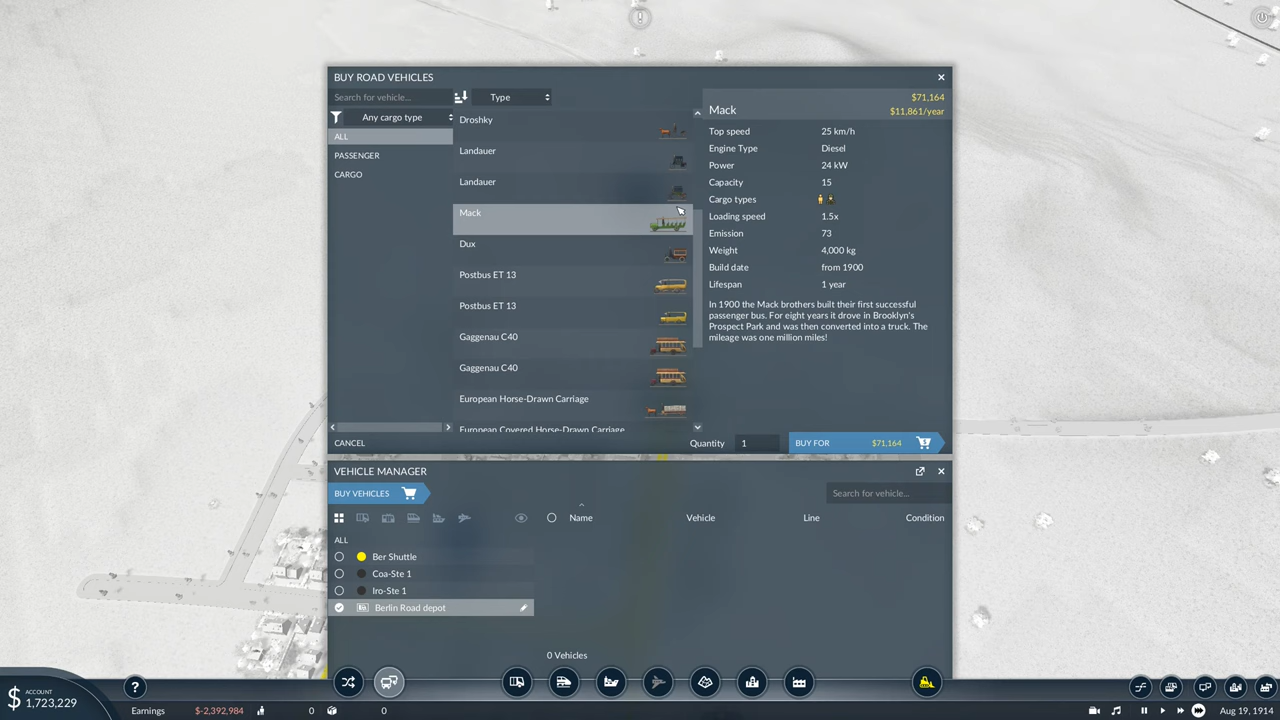 BUY ROAD VEHICLES
Search for vehicle...
Type
Any cargo type
ALL
PASSENGER
CARGO
Droshky
Landauer
Landauer
Mack
Dux
Postbus ET 13
Postbus ET 13
Gaggenau C40
Gaggenau C40
European Horse-Drawn Carriage
European Covered Horse-Drawn Carriage
$71,164
Mack
$11,861/year
Top speed 25 km/h
Engine Type Diesel
Power 24 kW
Capacity 15
Cargo types
Loading speed 1.5x
Emission 73
Weight 4,000 kg
Build date from 1900
Lifespan 1 year
In 1900 the Mack brothers built their first successful
passenger bus. For eight years it drove in Brooklyn's
Prospect Park and was then converted into a truck. The
mileage was one million miles!
CANCEL
Quantity 1
BUY FOR $71,164
VEHICLE MANAGER
BUY VEHICLES
Search for vehicle...
Name Vehicle Line Condition
ALL
Ber Shuttle
Coa-Ste 1
Iro-Ste 1
Berlin Road depot
0 Vehicles
$ ACCOUNT
1,723,229
?
Earnings $-2,392,984 0 0
Aug 19, 1914